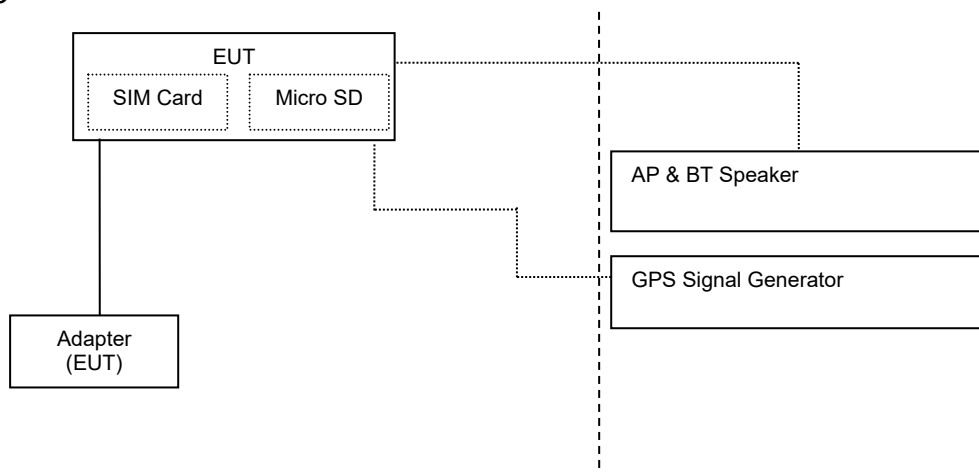 EUT
SIM Card
Micro SD
AP & BT Speaker
GPS Signal Generator
Adapter
(EUT)